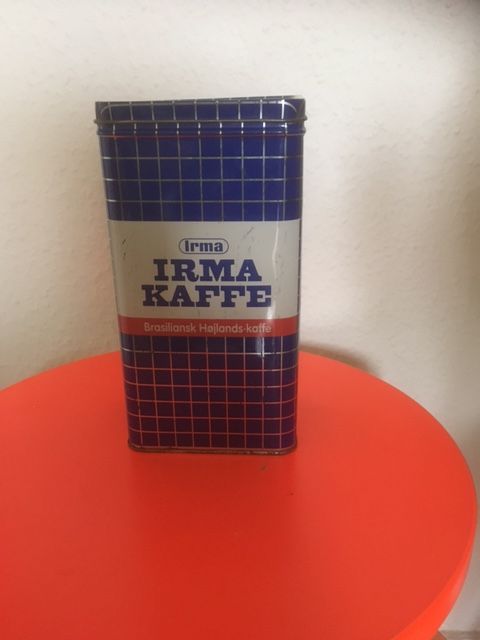 Irma
IRMA
KAFFE
Brasiliansk Højlands-kaffe